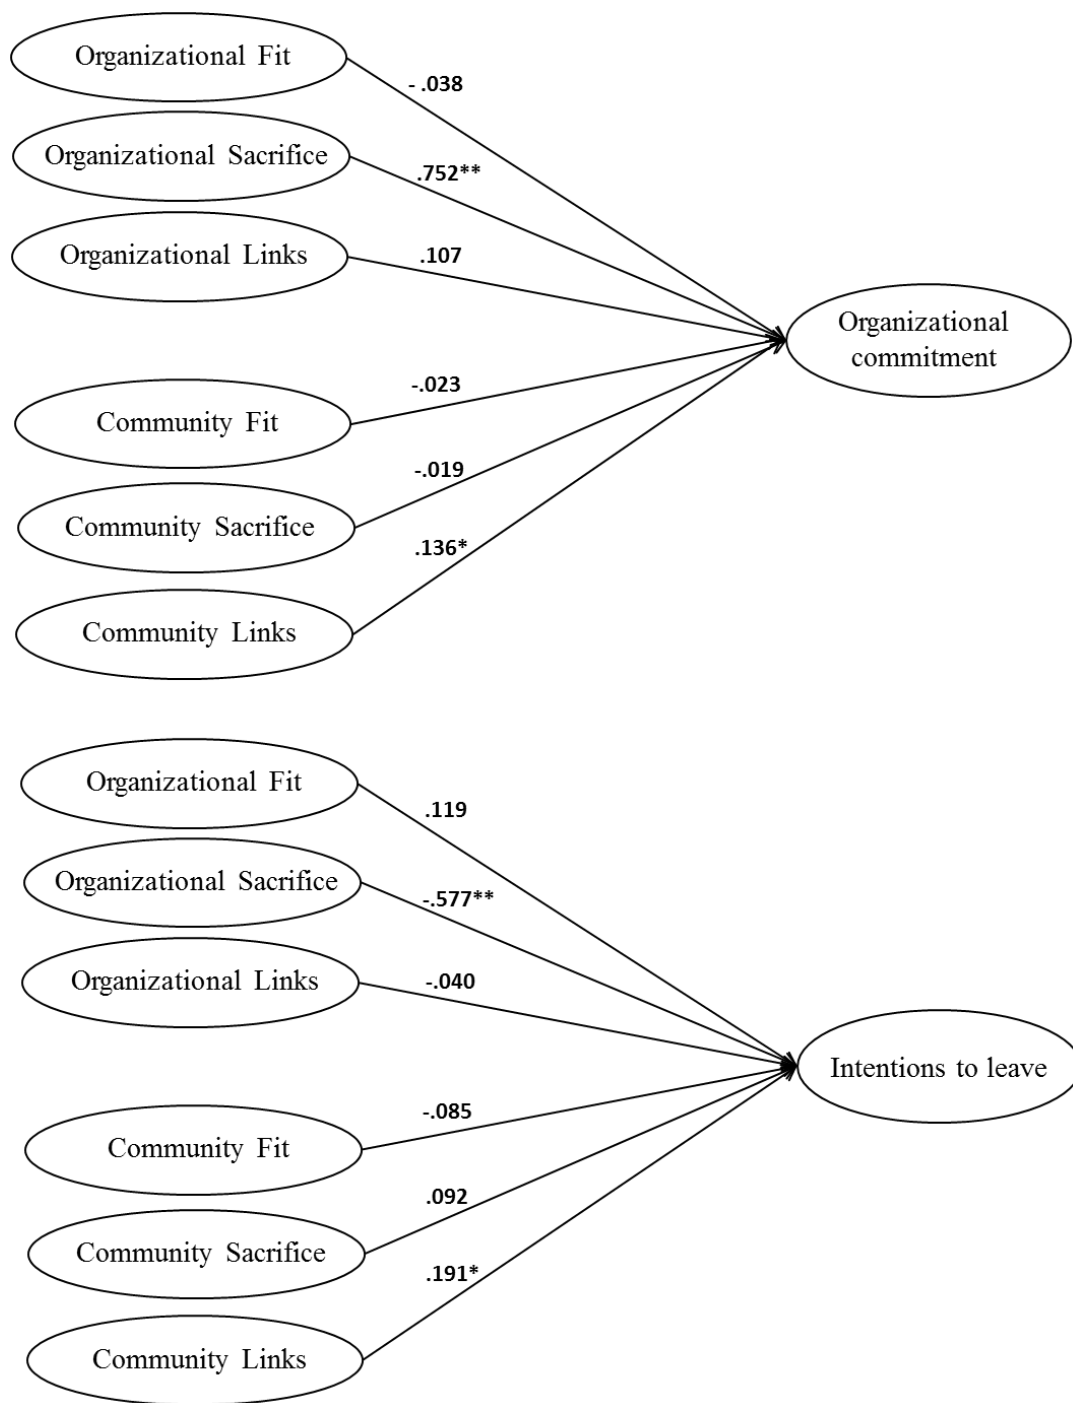 Organizational Fit
- .038
Organizational Sacrifice
.752**
Organizational Links
.107
Organizational
commitment
Community Fit
-.023
Community Sacrifice
-.019
Community Links
.136*
Organizational Fit
.119
Organizational Sacrifice
-.577**
Organizational Links
-.040
Intentions to leave
Community Fit
-.085
Community Sacrifice
.092
Community Links
.191*